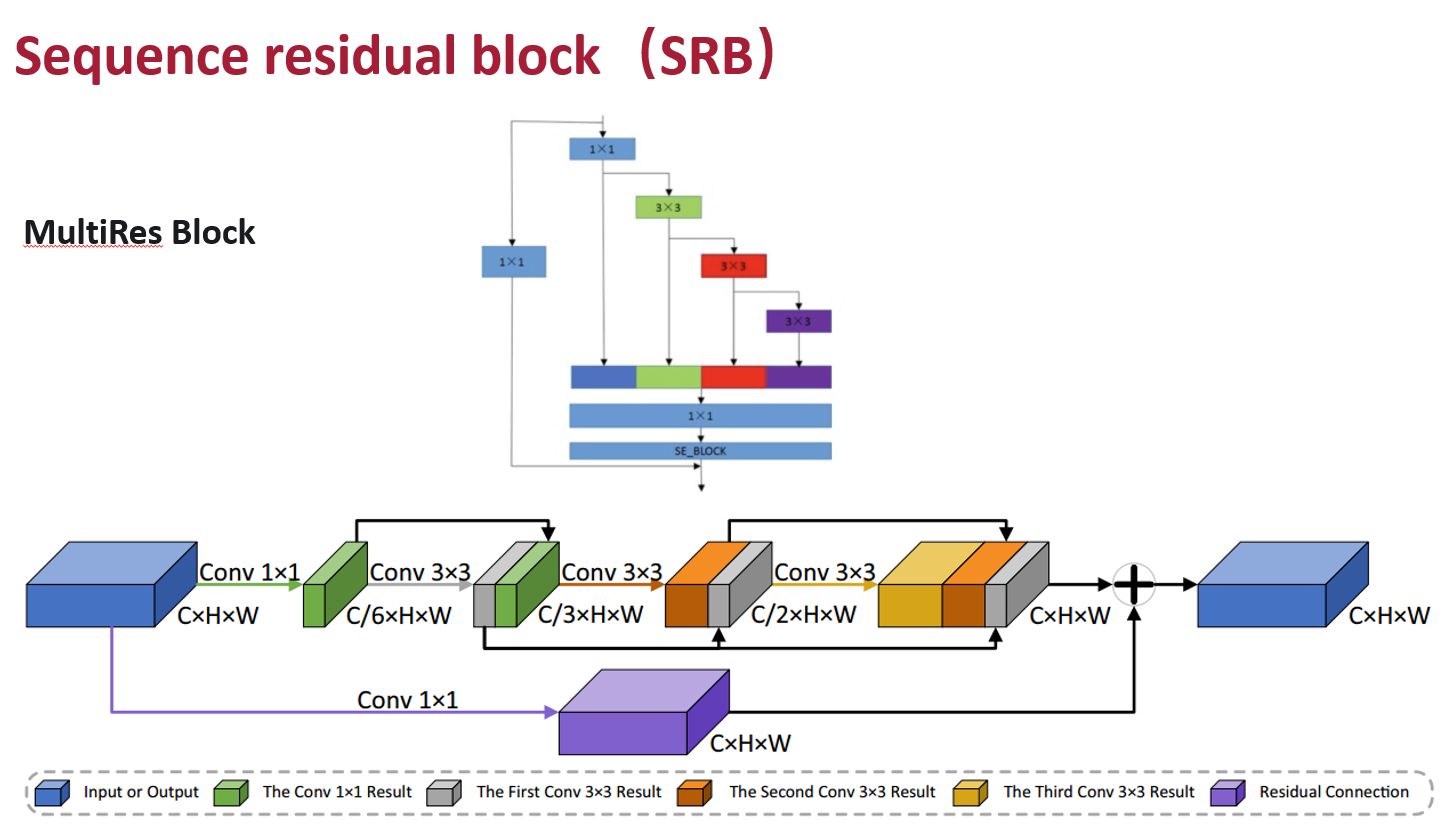 Sequence residual block（SRB）
1×1
3×3
MultiRes Block
1×1
3×3
3×3
1×1
SE_BLOCK
Conv 1×1
Conv 3×3
Conv 3×3
Conv 3×3
C×H×W
C/6×H×W
C/3×H×W
C/2×H×W
C×H×W
C×H×W
Conv 1×1
C×H×W
Input or Output
The Conv 1×1 Result
The First Conv 3×3 Result
The Second Conv 3×3 Result
The Third Conv 3×3 Result
Residual Connection